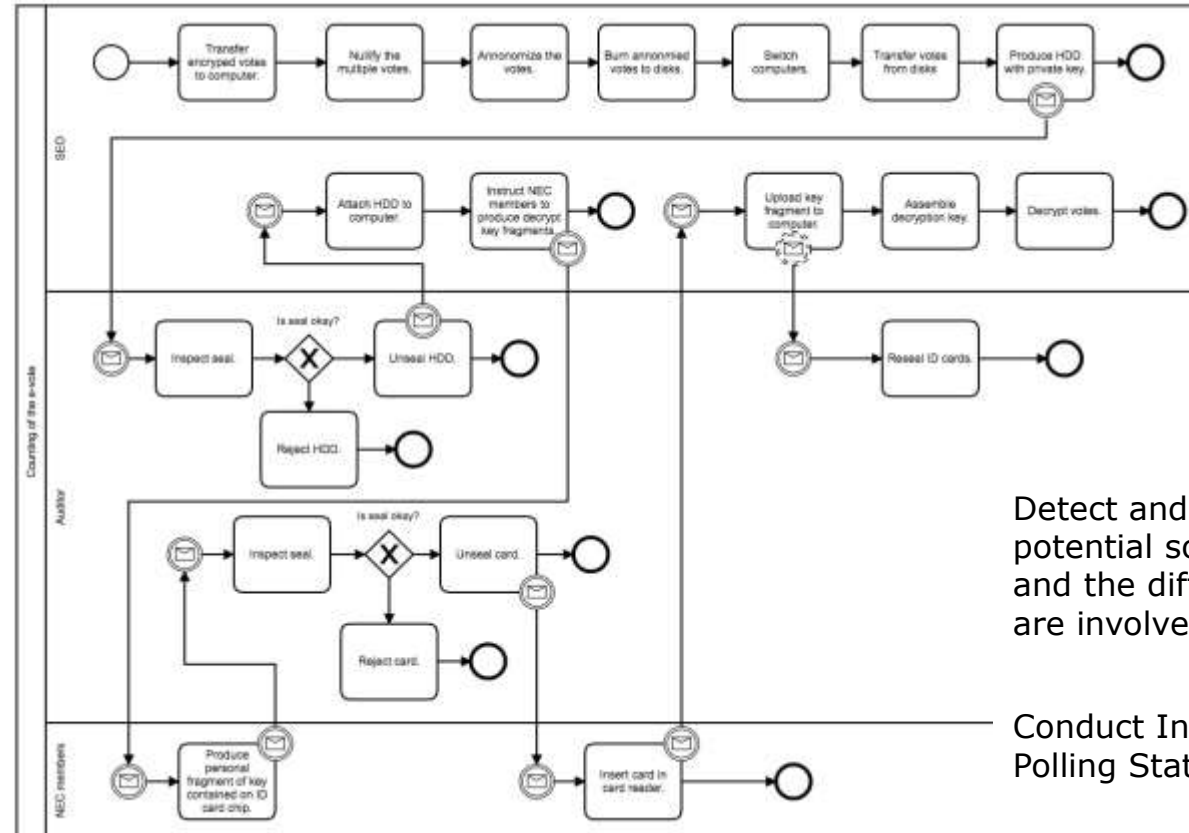 Transfer
encryped votes
to computer.
Nullify the
multiple votes.
Annonomize the
votes.
Burn annonmied
votes to disks.
Switch
computers.
Transfer votes
from disks
Produce HDD
with private key.
SEO
Attach HDD to
computer.
Instruct NEC
members to
produce decrypt
key fragments.
Upload key
fragment to
computer.
Assemble
decryption key.
Decrypt votes.
Counting of the e-vote
Auditor
Is seal okay?
Inspect seal.
X
Unseal HDD.
Reseal ID cards.
Reject HDD.
Is seal okay?
Inspect seal.
X
Unseal card.
Reject card.
Detect and
potential so
and the dif
are involve
Conduct In
Polling Stat
NEC members
Produce
personal
fragment of key
contained on ID
card chip.
Insert card in
card reader.